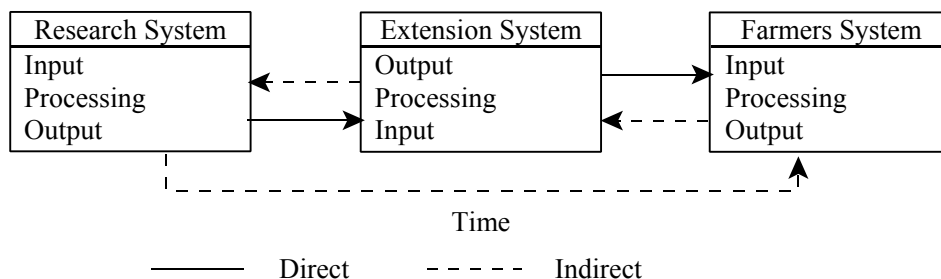 Research System
Input
Processing
Output
Extension System
Output
Processing
Input
Farmers System
Input
Processing
Output
Time
Direct
Indirect